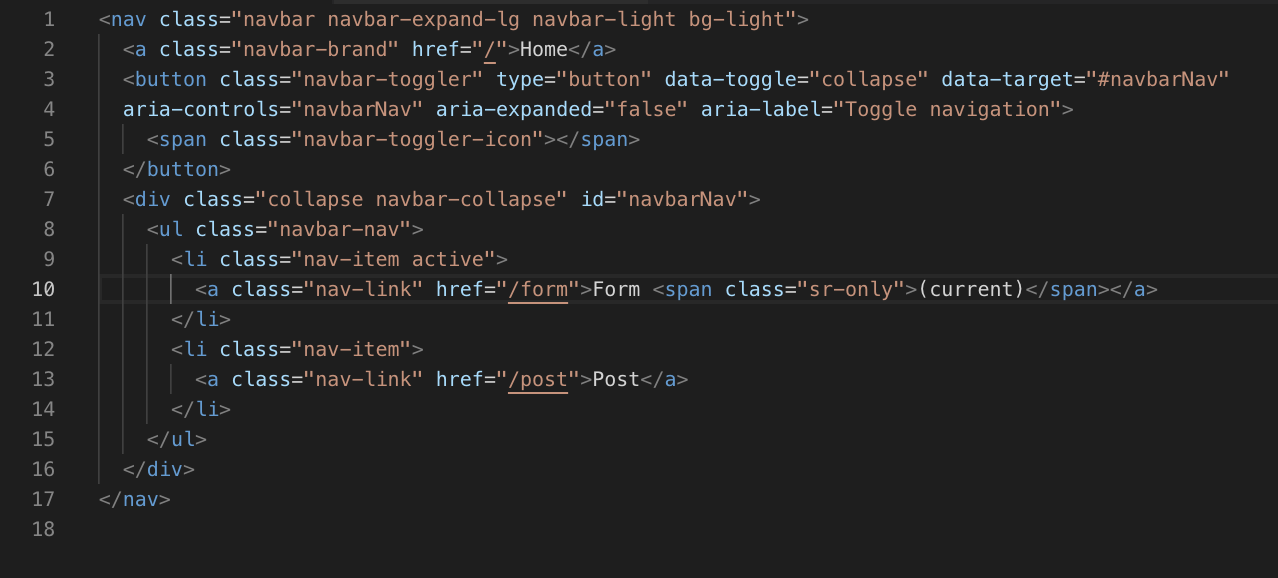 1 <nav class="navbar navbar-expand-lg navbar-light bg-light">
2   <a class="navbar-brand" href="/">Home</a>
3   <button class="navbar-toggler" type="button" data-toggle="collapse" data-target="#navbarNav"
4   aria-controls="navbarNav" aria-expanded="false" aria-label="Toggle navigation">
5     <span class="navbar-toggler-icon"></span>
6   </button>
7   <div class="collapse navbar-collapse" id="navbarNav">
8     <ul class="navbar-nav">
9       <li class="nav-item active">
10         <a class="nav-link" href="/form">Form <span class="sr-only">(current)</span></a>
11       </li>
12       <li class="nav-item">
13         <a class="nav-link" href="/post">Post</a>
14       </li>
15     </ul>
16   </div>
17 </nav>
18